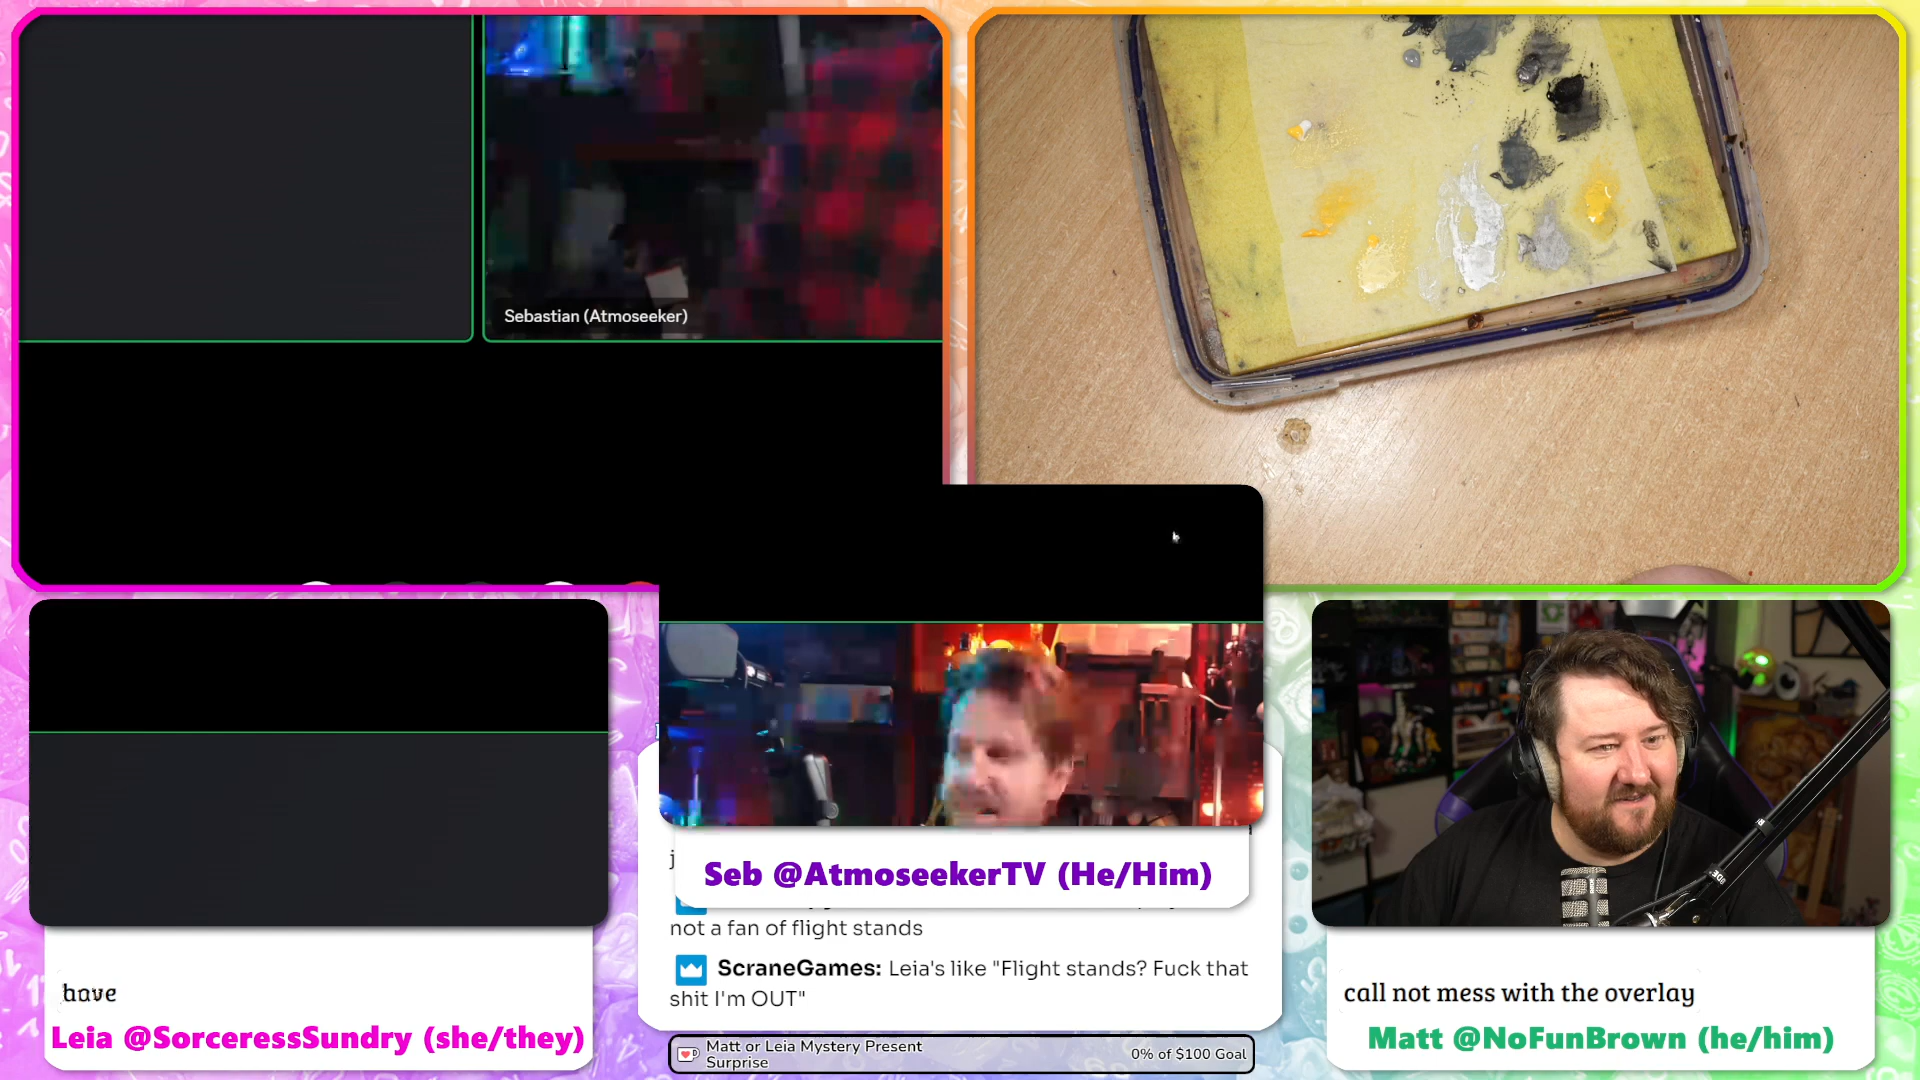 Sebastian (Atmoseeker)
Seb @AtmoseekerTV (He/Him)
not a fan of flight stands
ScraneGames: Leia's like "Flight stands? Fuck that
shit I'm OUT"
have
Leia @SorceressSundry (she/they)
call not mess with the overlay
Matt @NoFunBrown (he/him)
Matt or Leia Mystery Present
Surprise
0% of $100 Goal